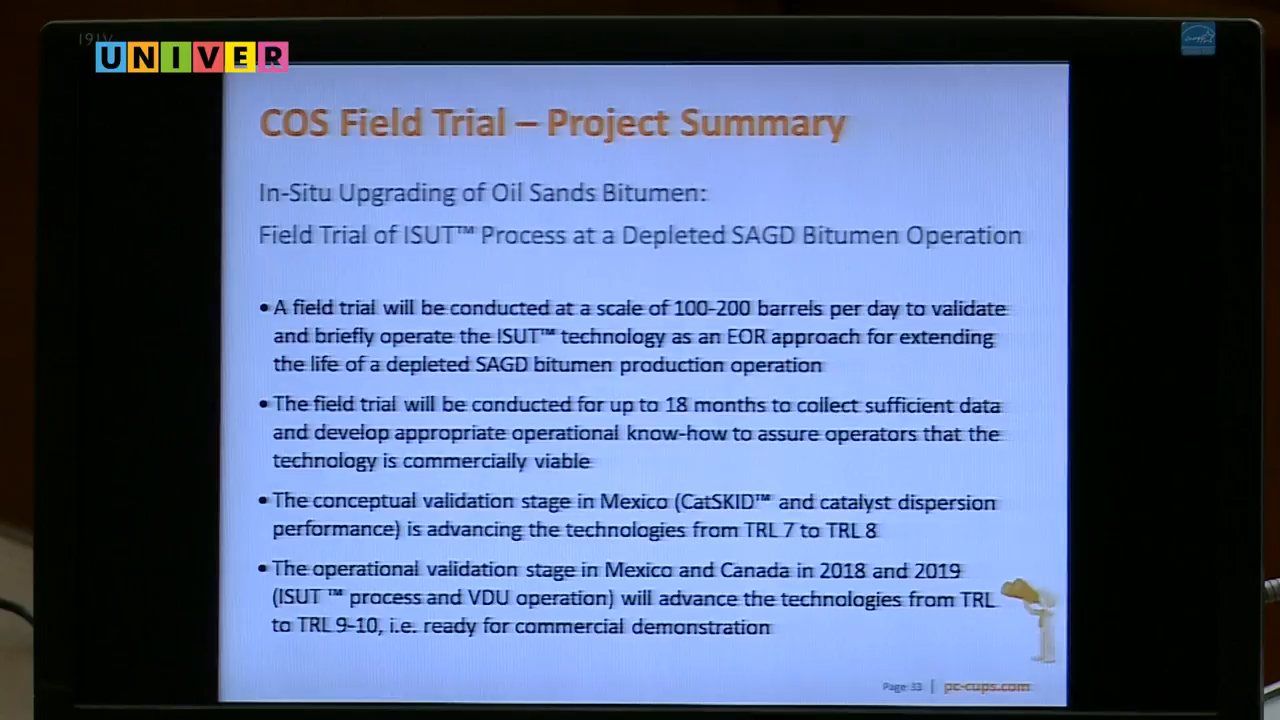 191V
UNIVER
COS Field Trial – Project Summary
In-Situ Upgrading of Oil Sands Bitumen:
Field Trial of ISUT™ Process at a Depleted SAGD Bitumen Operation
• A field trial will be conducted at a scale of 100-200 barrels per day to validate
and briefly operate the ISUT™ technology as an EOR approach for extending
the life of a depleted SAGD bitumen production operation
• The field trial will be conducted for up to 18 months to collect sufficient data
and develop appropriate operational know-how to assure operators that the
technology is commercially viable
• The conceptual validation stage in Mexico (CatSKID™ and catalyst dispersion
performance) is advancing the technologies from TRL 7 to TRL 8
• The operational validation stage in Mexico and Canada in 2018 and 2019
(ISUT ™ process and VDU operation) will advance the technologies from TRL
to TRL 9-10, i.e. ready for commercial demonstration
Page 33 | pc-cups.com